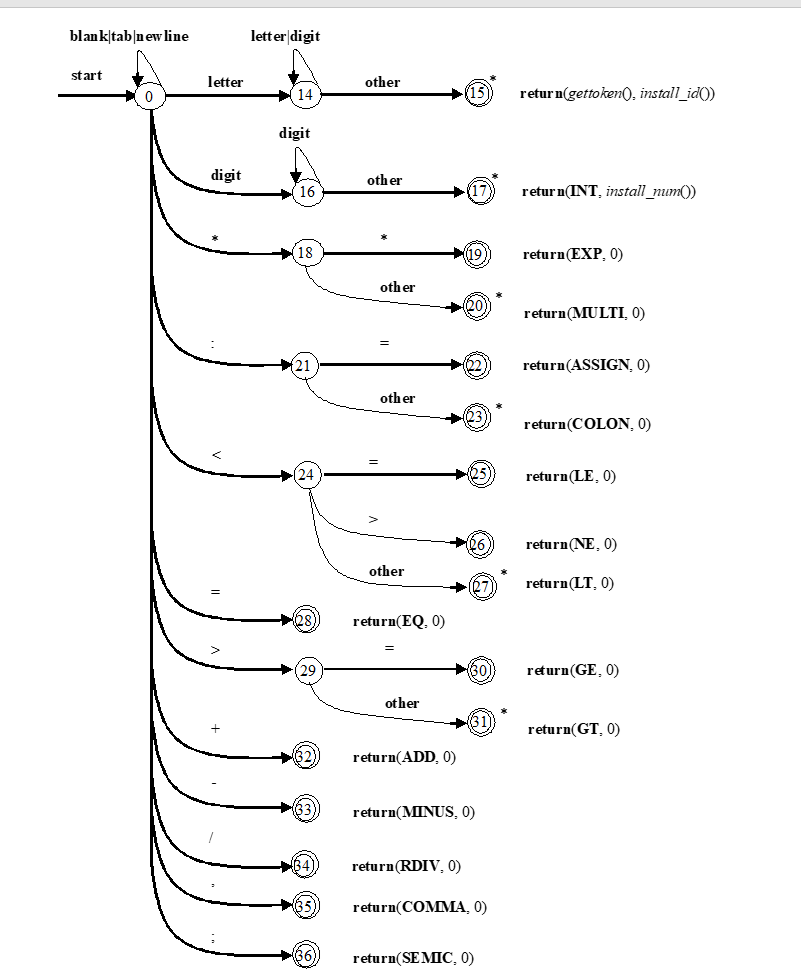 blank|tab|newline
letter|digit
start
letter
other
0
14
15
*
return(gettoken(), install_id())
digit
digit
other
16
17
*
return(INT, install_num())
*
*
18
19
return(EXP, 0)
other
20
*
return(MULTI, 0)
:
=
21
22
return(ASSIGN, 0)
other
23
*
return(COLON, 0)
<
=
24
25
return(LE, 0)
>
26
return(NE, 0)
other
27
*
return(LT, 0)
=
28
return(EQ, 0)
>
=
29
30
return(GE, 0)
other
31
*
return(GT, 0)
+
32
return(ADD, 0)
-
33
return(MINUS, 0)
/
34
return(RDIV, 0)
,
35
return(COMMA, 0)
;
36
return(SEMIC, 0)